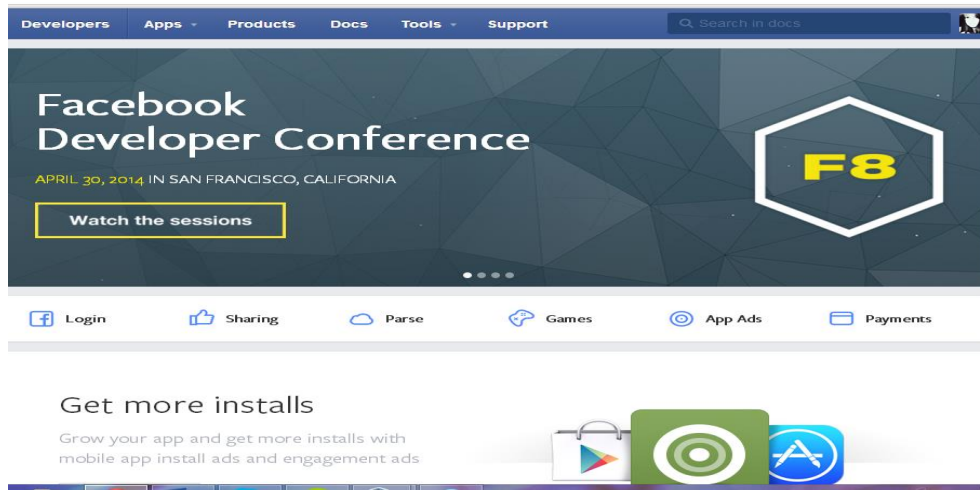 Developers Apps Products Docs Tools Support Search in docs
Facebook
Developer Conference
APRIL 30, 2014 IN SAN FRANCISCO, CALIFORNIA
Watch the sessions
F8
Login Sharing Parse Games App Ads Payments
Get more installs
Grow your app and get more installs with
mobile app install ads and engagement ads